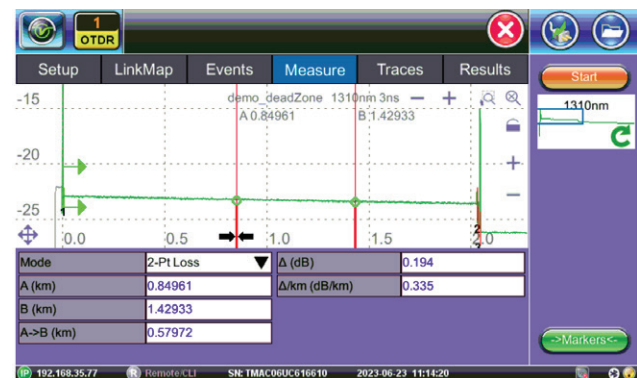 1
OTDR
Setup LinkMap Events Measure Traces Results
Start
-15 demo_deadZone 1310nm 3ns
A 0.84961 B:1.42933
1310nm
-20
-25
0.0 0.5 1.0 1.5 2.0
2
Mode 2-Pt Loss Δ (dB) 0.194
A (km) 0.84961 Δ/km (dB/km) 0.335
B (km) 1.42933
A->B (km) 0.57972
->Markers<-
IP 192.168.35.77 R Remote/CLI SN: TMAC06UC616610 2023-06-23 11:14:20